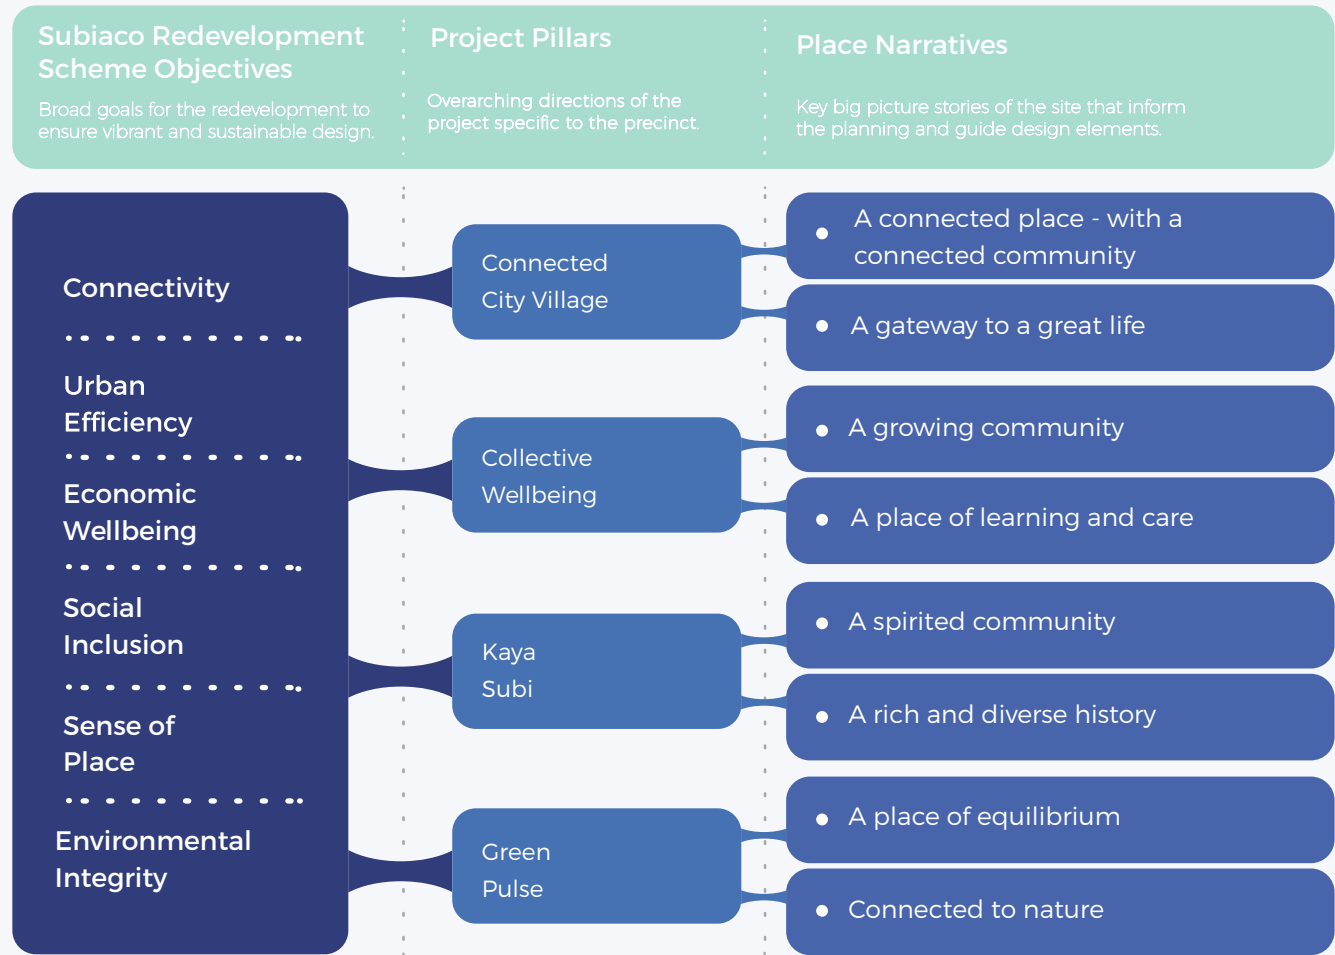 Subiaco Redevelopment
Scheme Objectives
Broad goals for the redevelopment to
ensure vibrant and sustainable design.
Project Pillars
Overarching directions of the
project specific to the precinct.
Place Narratives
Key big picture stories of the site that inform
the planning and guide design elements.
Connectivity
Urban
Efficiency
Economic
Wellbeing
Social
Inclusion
Sense of
Place
Environmental
Integrity
Connected
City Village
Collective
Wellbeing
Kaya
Subi
Green
Pulse
A connected place - with a
connected community
A gateway to a great life
A growing community
A place of learning and care
A spirited community
A rich and diverse history
A place of equilibrium
Connected to nature